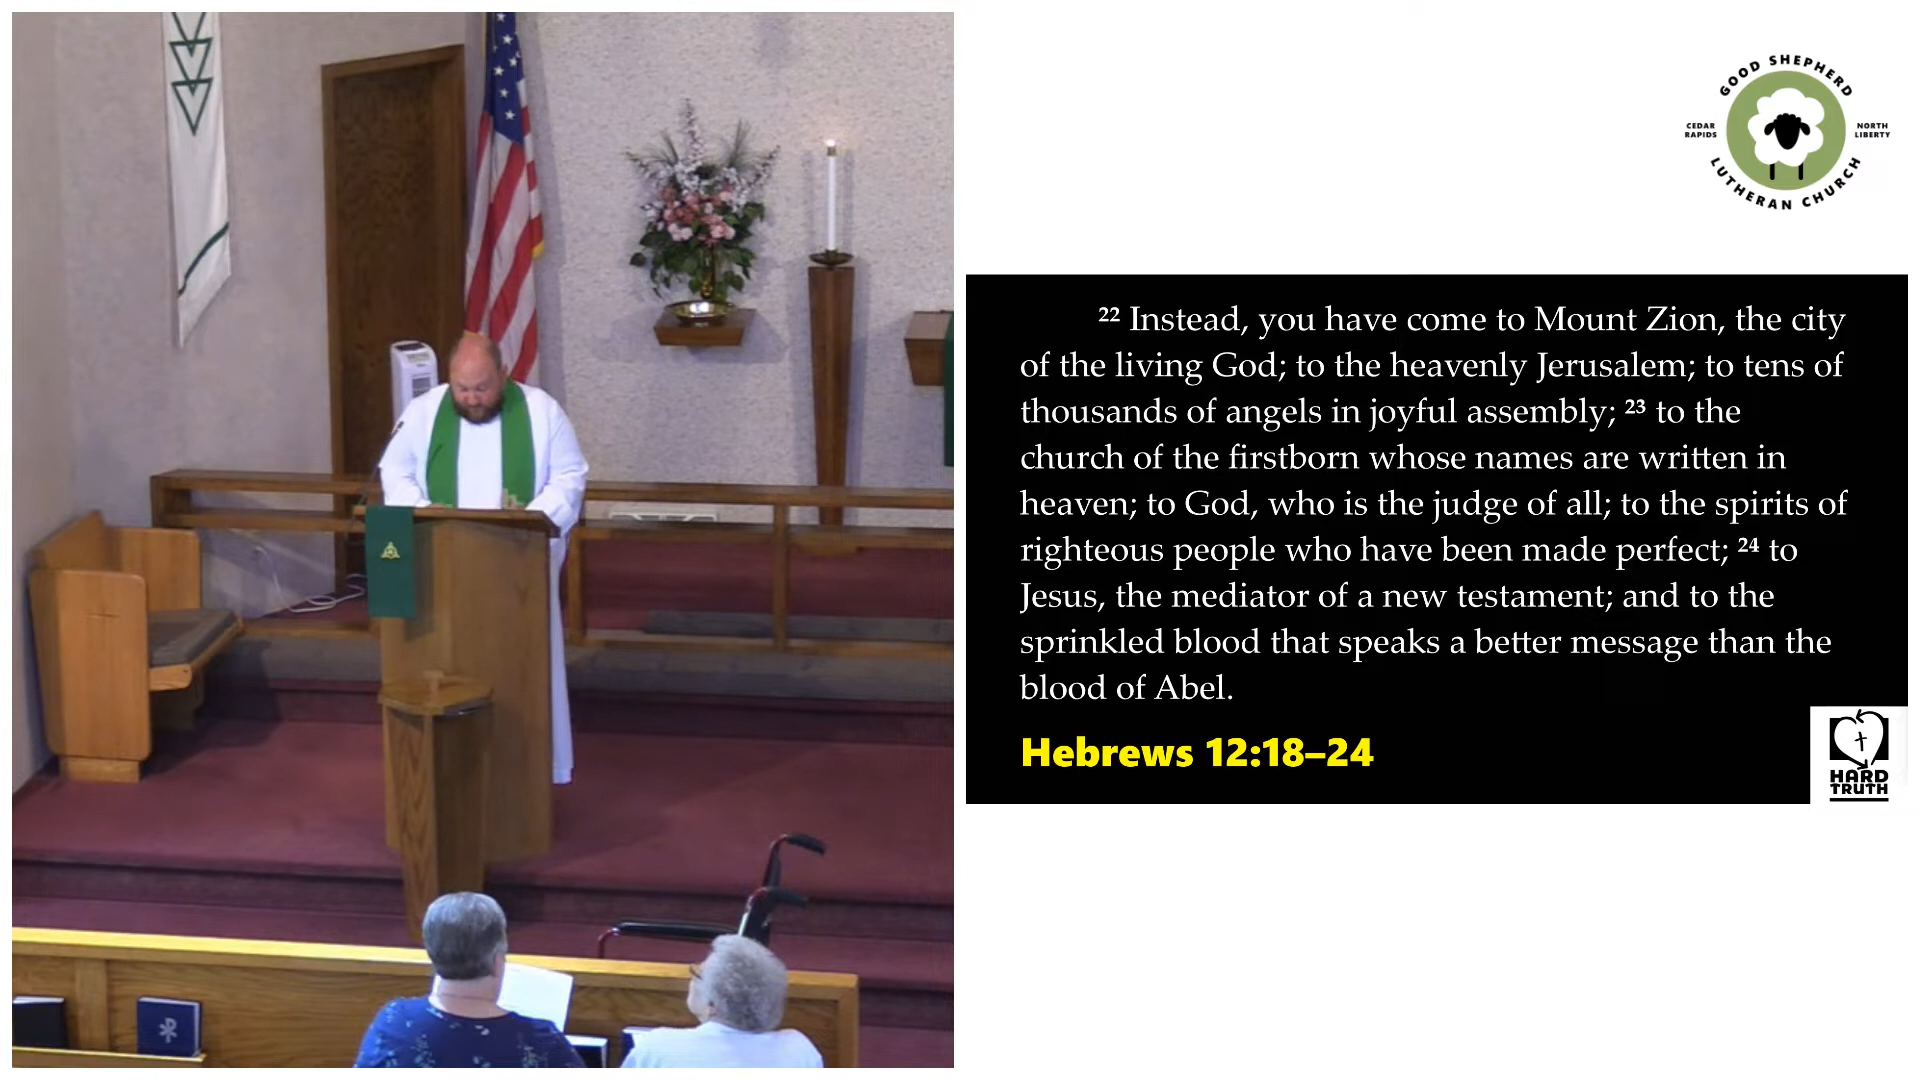 GOOD SHEPHERD
CEDAR
RAPIDS
NORTH
LIBERTY
LUTHERAN CHURCH
22 Instead, you have come to Mount Zion, the city
of the living God; to the heavenly Jerusalem; to tens of
thousands of angels in joyful assembly; 23 to the
church of the firstborn whose names are written in
heaven; to God, who is the judge of all; to the spirits of
righteous people who have been made perfect; 24 to
Jesus, the mediator of a new testament; and to the
sprinkled blood that speaks a better message than the
blood of Abel.
Hebrews 12:18–24
HARD
TRUTH